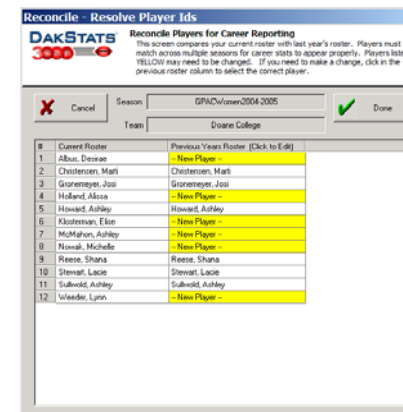 Reconcile - Resolve Player Ids
DAKSTATS
3000
Reconcile Players for Career Reporting
This screen compares your current roster with last year's roster. Players must
match across multiple seasons for career stats to appear properly. Players liste
YELLOW may need to be changed. If you need to make a change, click in the
previous roster column to select the correct player.
Cancel
Season GPACWomen2004-2005
Done
Team Doane College
# Current Roster Previous Years Roster (Click to Edit)
1 Albus, Desirae -- New Player --
2 Christensen, Marti Christensen, Marti
3 Gronemeyer, Josi Gronemeyer, Josi
4 Holland, Alissa -- New Player --
5 Howard, Ashley Howard, Ashley
6 Klosterman, Elise -- New Player --
7 McMahon, Ashley -- New Player --
8 Nowak, Michelle -- New Player --
9 Reese, Shana Reese, Shana
10 Stewart, Lacie Stewart, Lacie
11 Sullwold, Ashley Sullwold, Ashley
12 Weeder, Lynn -- New Player --